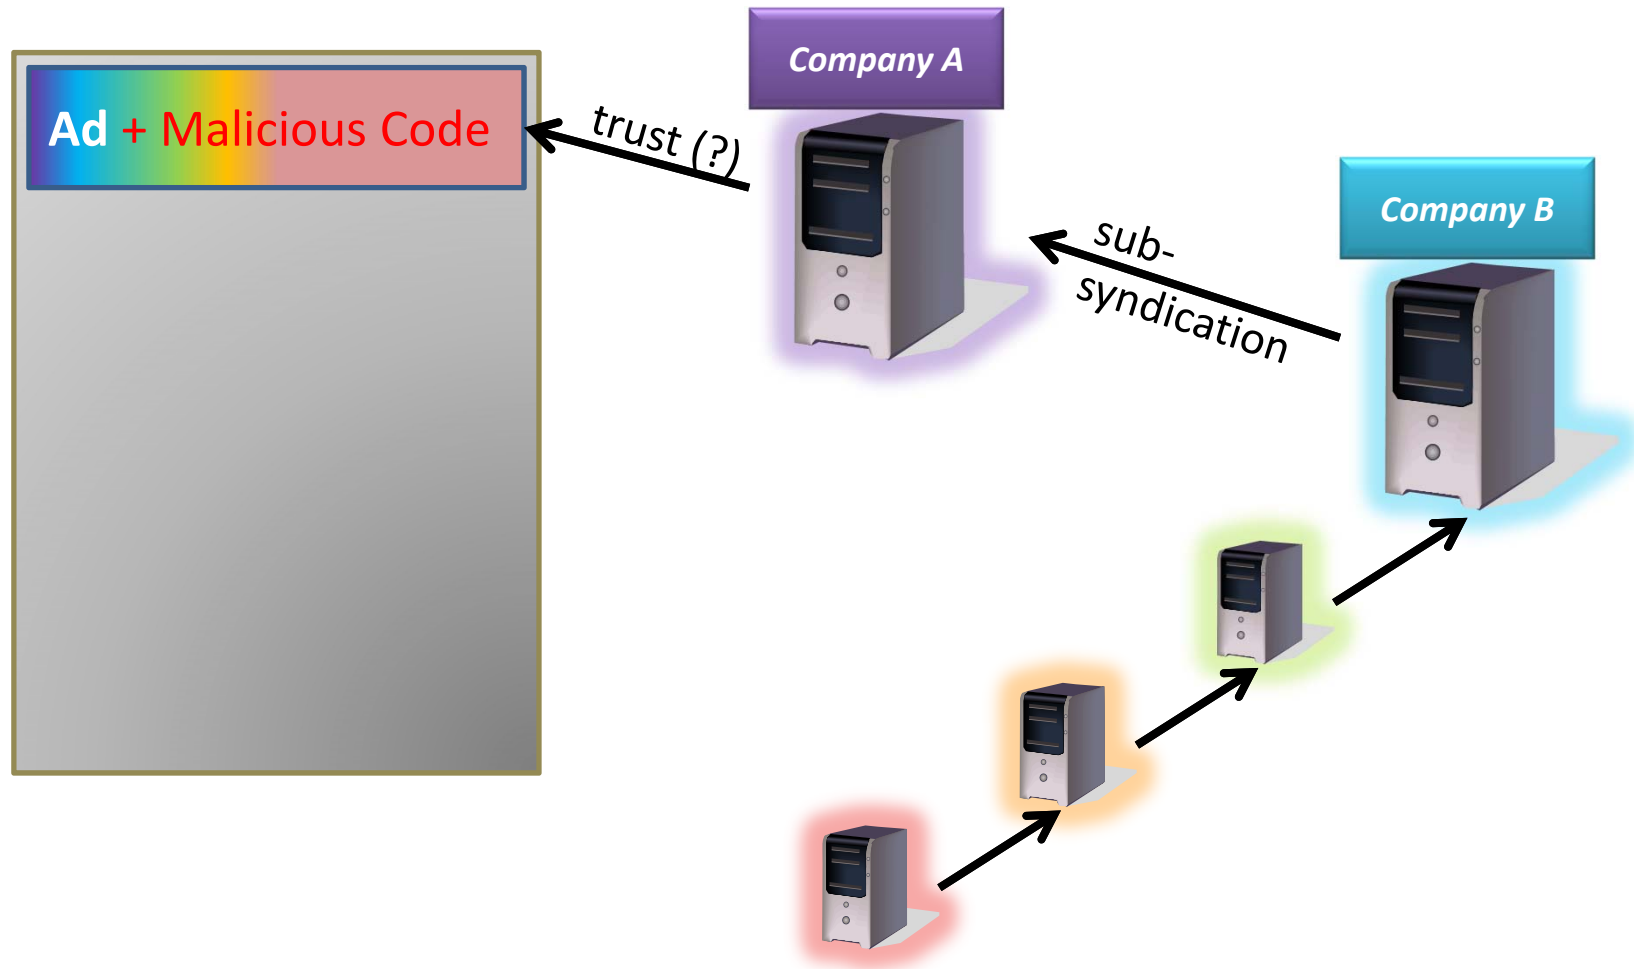 Company A
Ad + Malicious Code
trust (?)
Company B
sub-
syndication